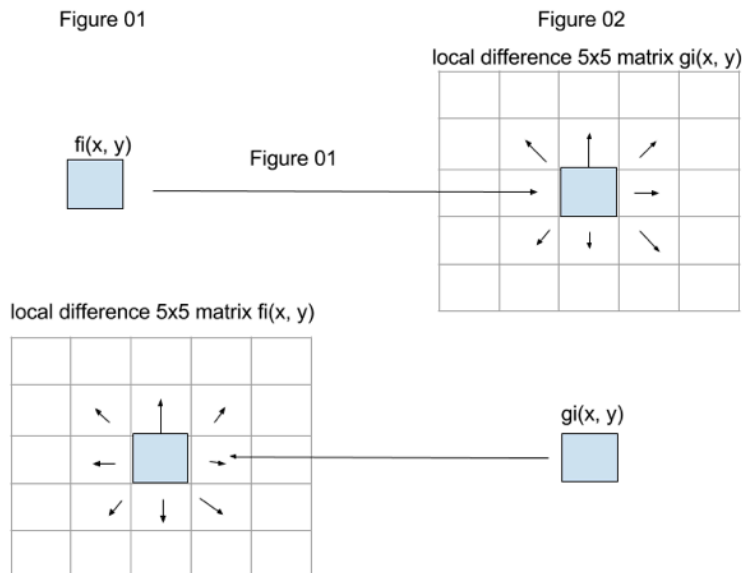 Figure 01
Figure 02
local difference 5x5 matrix gi(x, y)
fi(x, y)
Figure 01
local difference 5x5 matrix fi(x, y)
gi(x, y)